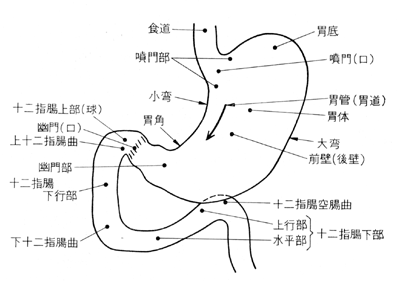 食道
胃底
噴門部
噴門(口)
小弯
胃管(胃道)
十二指腸上部(球)
胃角
胃体
幽門(口)
上十二指腸曲
大弯
前壁(後壁)
幽門部
十二指腸
下行部
十二指腸空腸曲
上行部
十二指腸下部
水平部
下十二指腸曲